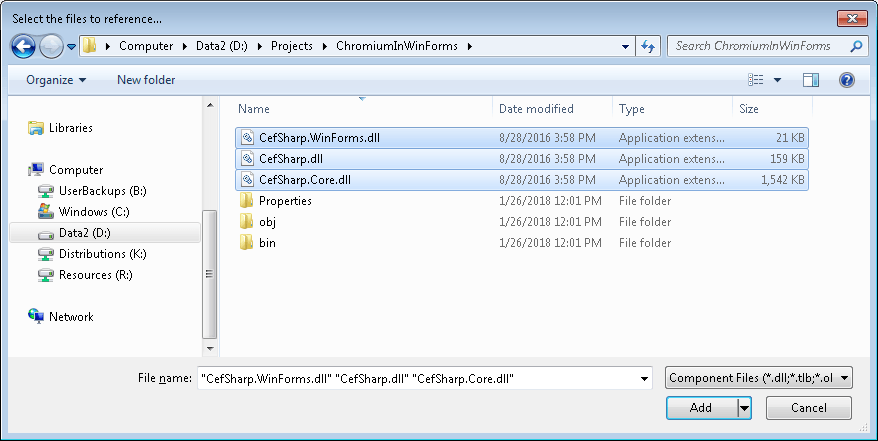 Select the files to reference...
Computer Data2 (D:) Projects ChromiumInWinForms Search ChromiumInWinForms
Organize New folder
Name Date modified Type Size
Libraries
Computer
UserBackups (B:)
Windows (C:)
Data2 (D:)
Distributions (K:)
Resources (R:)
Network
CefSharp.WinForms.dll 8/28/2016 3:58 PM Application extens... 21 KB
CefSharp.dll 8/28/2016 3:58 PM Application extens... 159 KB
CefSharp.Core.dll 8/28/2016 3:58 PM Application extens... 1,542 KB
Properties 1/26/2018 12:01 PM File folder
obj 1/26/2018 12:01 PM File folder
bin 1/26/2018 12:01 PM File folder
File name: "CefSharp.WinForms.dll" "CefSharp.dll" "CefSharp.Core.dll" Component Files (*.dll;*.tlb;*.ol
Add Cancel